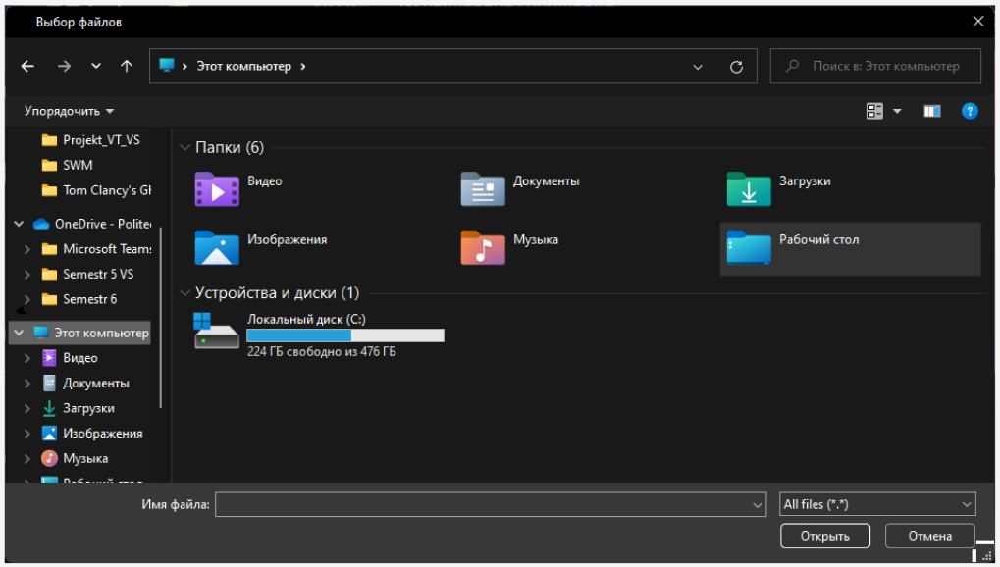 Выбор файлов
Этот компьютер
Поиск в: Этот компьютер
Упорядочить
Projekt_VT_VS
SWM
Tom Clancy's Gh
OneDrive - Polite
Microsoft Teams
Semestr 5 VS
Semestr 6
Этот компьютер
Видео
Документы
Загрузки
Изображения
Музыка
Рабочий стол
Папки (6)
Видео
Документы
Загрузки
Изображения
Музыка
Рабочий стол
Устройства и диски (1)
Локальный диск (C:)
224 ГБ свободно из 476 ГБ
Имя файла:
All files (*.*)
Открыть
Отмена